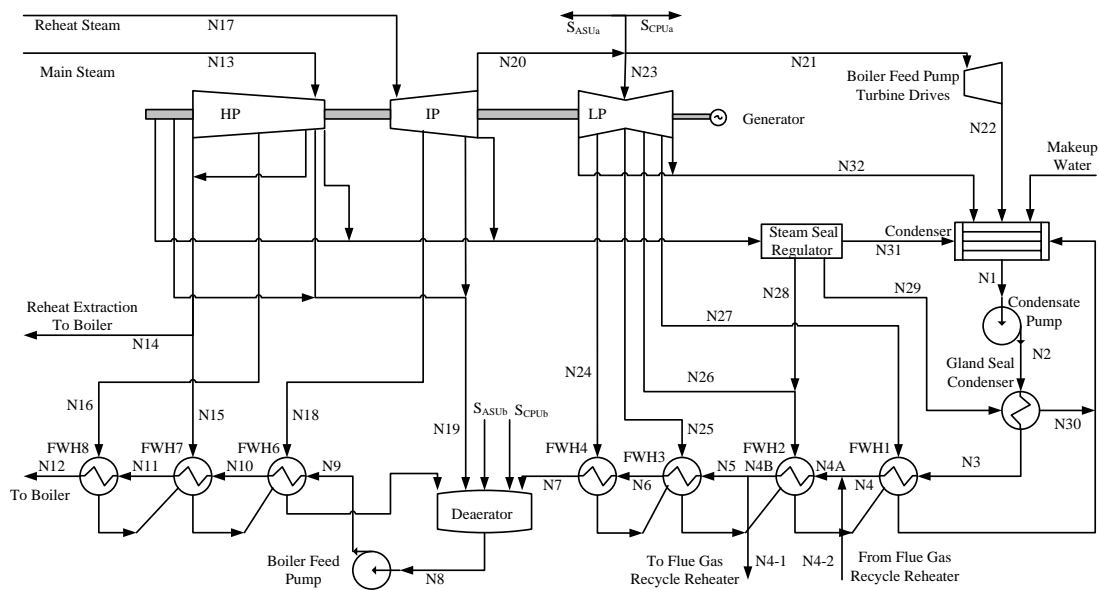 Reheat Steam
N17
S_ASUa
S_CPUa
Main Steam
N13
N20
N23
N21
Boiler Feed Pump
Turbine Drives
HP
IP
LP
Generator
N22
Makeup
Water
N32
Steam Seal
Regulator
Condenser
N31
N1
N28
N29
Condensate
Pump
Reheat Extraction
To Boiler
N14
N27
N2
Gland Seal
Condenser
N24
N26
N16
N15
N18
N19
S_ASUb
S_CPUb
N25
N30
FWH8
FWH7
FWH6
FWH4
FWH3
FWH2
FWH1
N12
N11
N10
N9
N7
N6
N5
N4B
N4A
N4
N3
To Boiler
Deaerator
Boiler Feed
Pump
N8
To Flue Gas
Recycle Reheater
N4-1
N4-2
From Flue Gas
Recycle Reheater